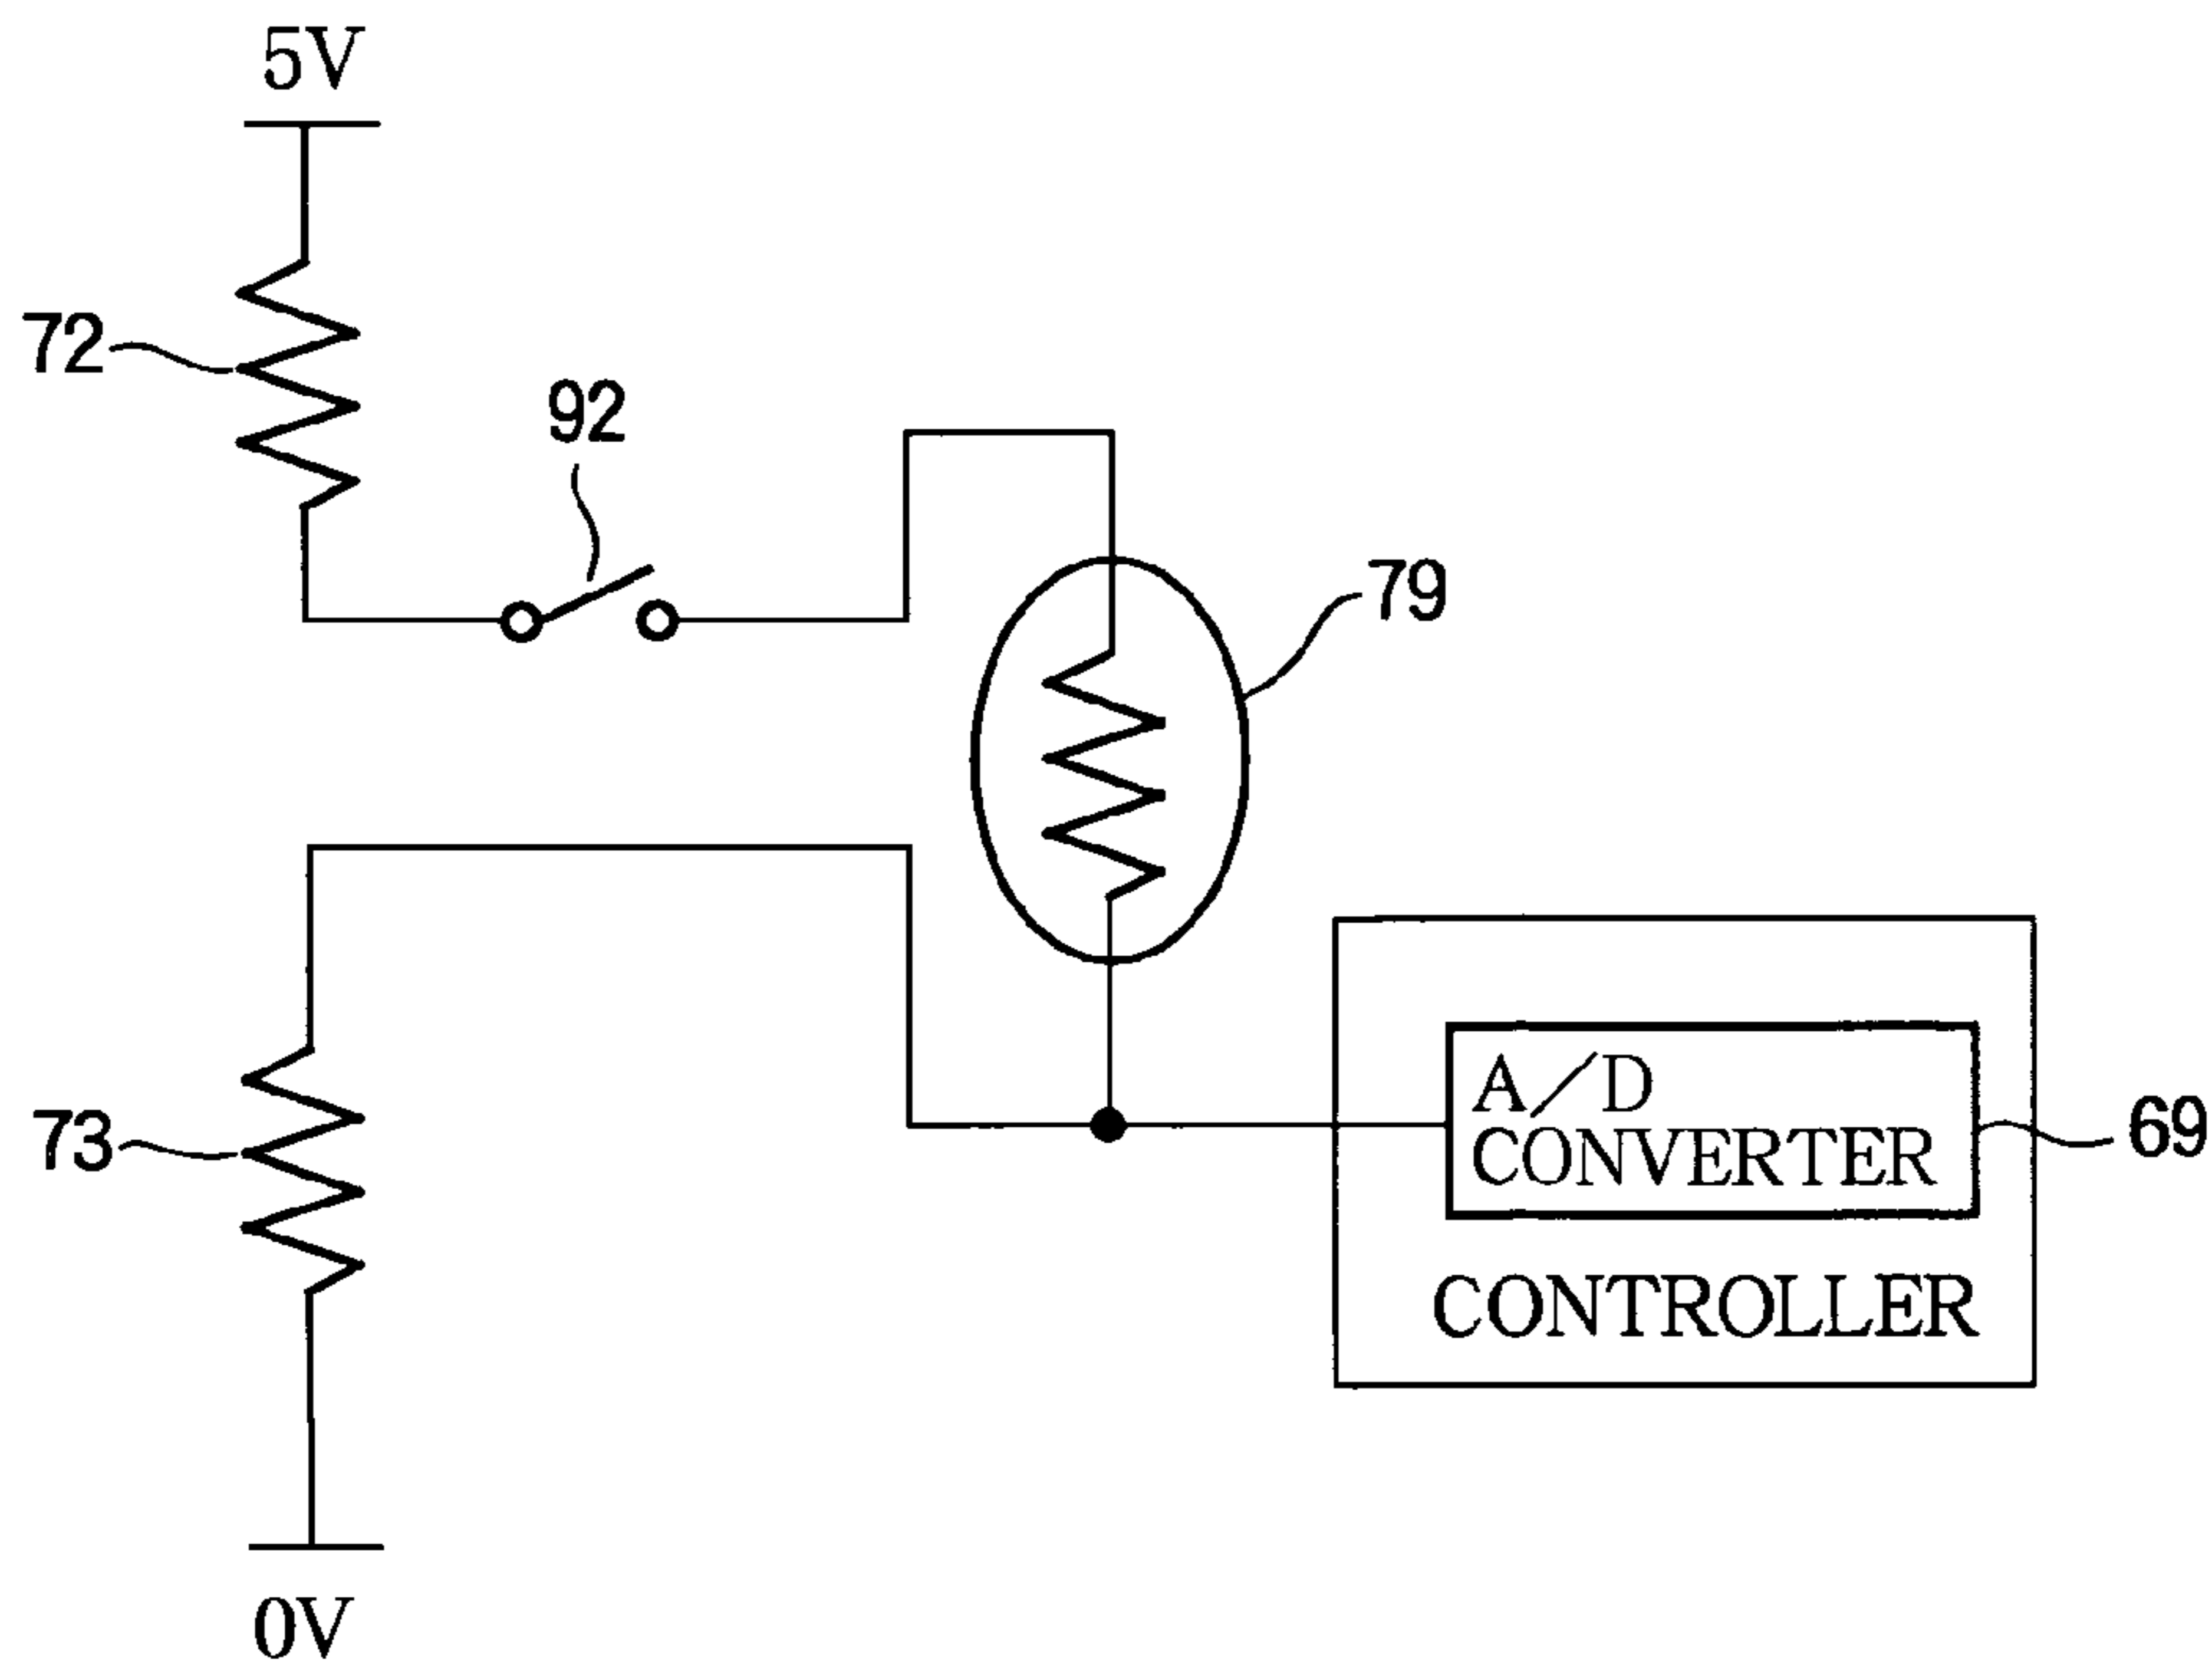 5V
72
92
79
73
A/D
CONVERTER
69
CONTROLLER
0V